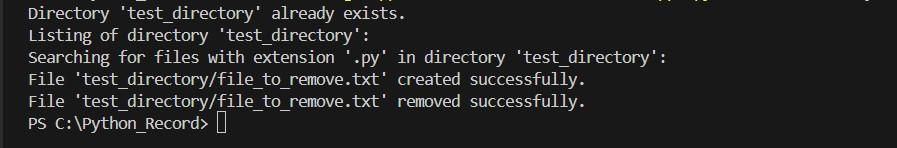 Directory 'test_directory' already exists.
Listing of directory 'test_directory':
Searching for files with extension '.py' in directory 'test_directory':
File 'test_directory/file_to_remove.txt' created successfully.
File 'test_directory/file_to_remove.txt' removed successfully.
PS C:\Python_Record>